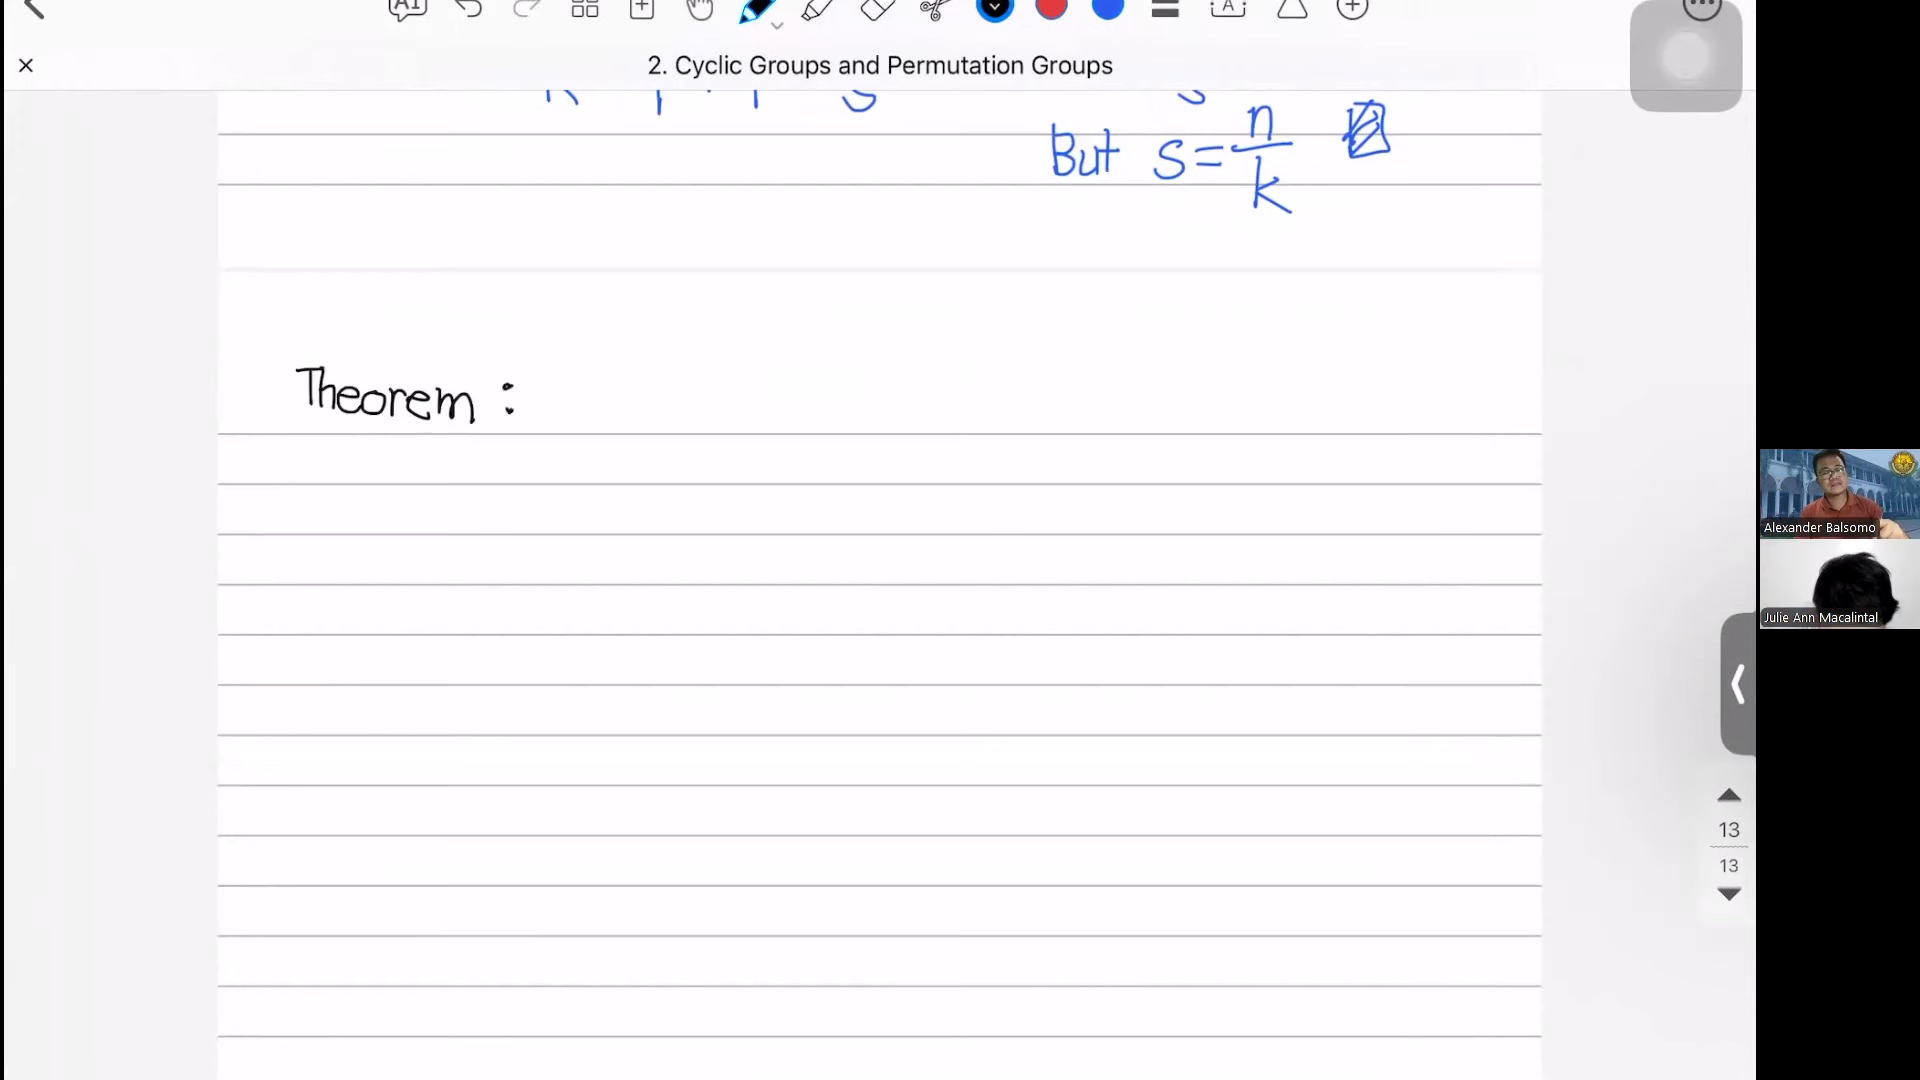 2. Cyclic Groups and Permutation Groups
But s = n/k
Theorem :
Alexander Balsomo
Julie Ann Macalintal
13
13